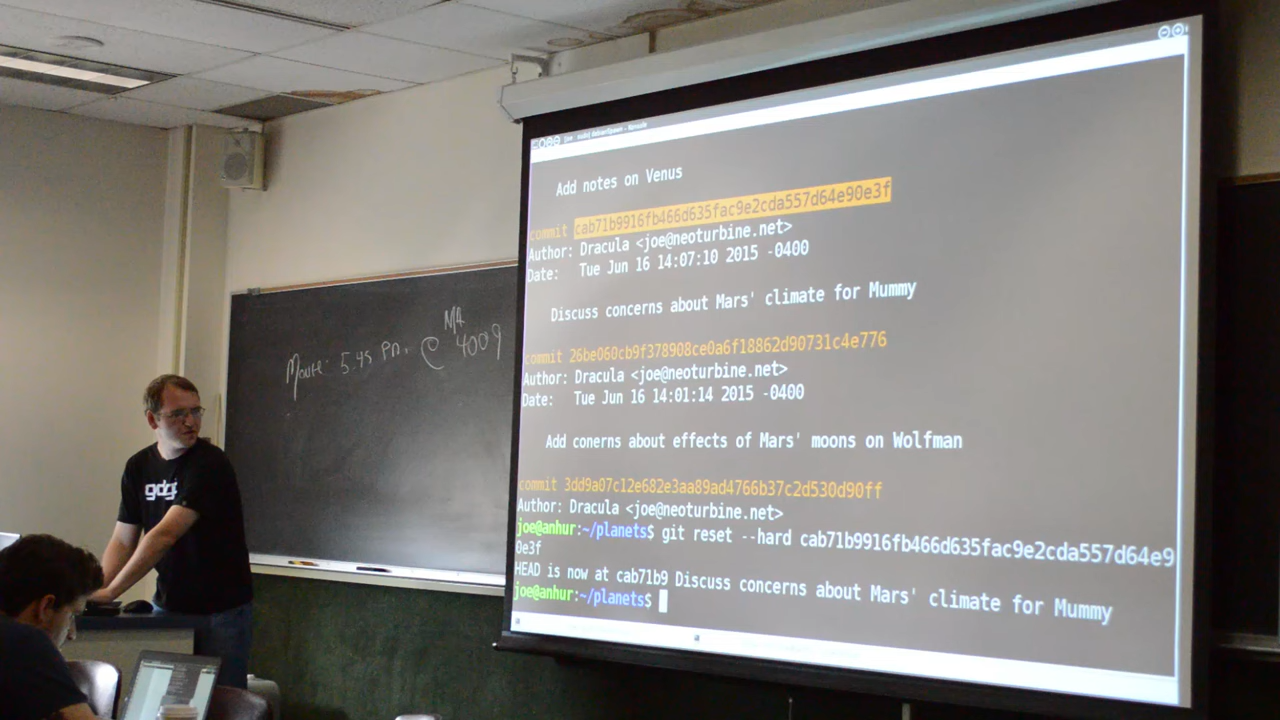 Add notes on Venus
commit cab71b9916fb466d635fac9e2cda557d64e90e3f
Author: Dracula <joe@neoturbine.net>
Date: Tue Jun 16 14:07:10 2015 -0400
Discuss concerns about Mars' climate for Mummy
commit 26be060cb9f378908ce0a6f18862d90731c4e776
Author: Dracula <joe@neoturbine.net>
Date: Tue Jun 16 14:01:14 2015 -0400
Add conerns about effects of Mars' moons on Wolfman
commit 3dd9a07c12e682e3aa89ad4766b37c2d530d90ff
Author: Dracula <joe@neoturbine.net>
joe@anhur:~/planets$ git reset --hard cab71b9916fb466d635fac9e2cda557d64e9
0e3f
HEAD is now at cab71b9 Discuss concerns about Mars' climate for Mummy
joe@anhur:~/planets$
MA
5:45 PM @ 4009